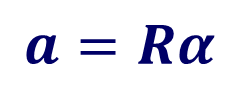 a = Rα